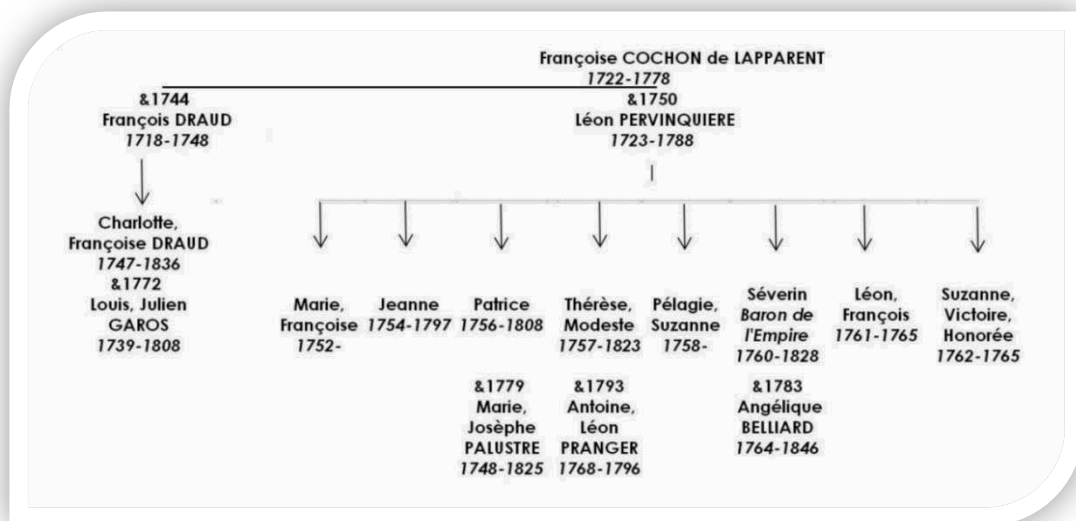 Françoise COCHON de LAPPARENT
1722-1778
&1744
François DRAUD
1718-1748
&1750
Léon PERVINQUIERE
1723-1788
Charlotte,
Françoise DRAUD
1747-1836
&1772
Louis, Julien
GAROS
1739-1808
Marie,
Françoise
1752-
Jeanne
1754-1797
Patrice
1756-1808
&1779
Marie,
Josèphe
PALUSTRE
1748-1825
Thérèse,
Modeste
1757-1823
&1793
Antoine,
Léon
PRANGER
1768-1796
Pélagie,
Suzanne
1758-
Séverin
Baron de
l'Empire
1760-1828
&1783
Angélique
BELLIARD
1764-1846
Léon,
François
1761-1765
Suzanne,
Victoire,
Honorée
1762-1765